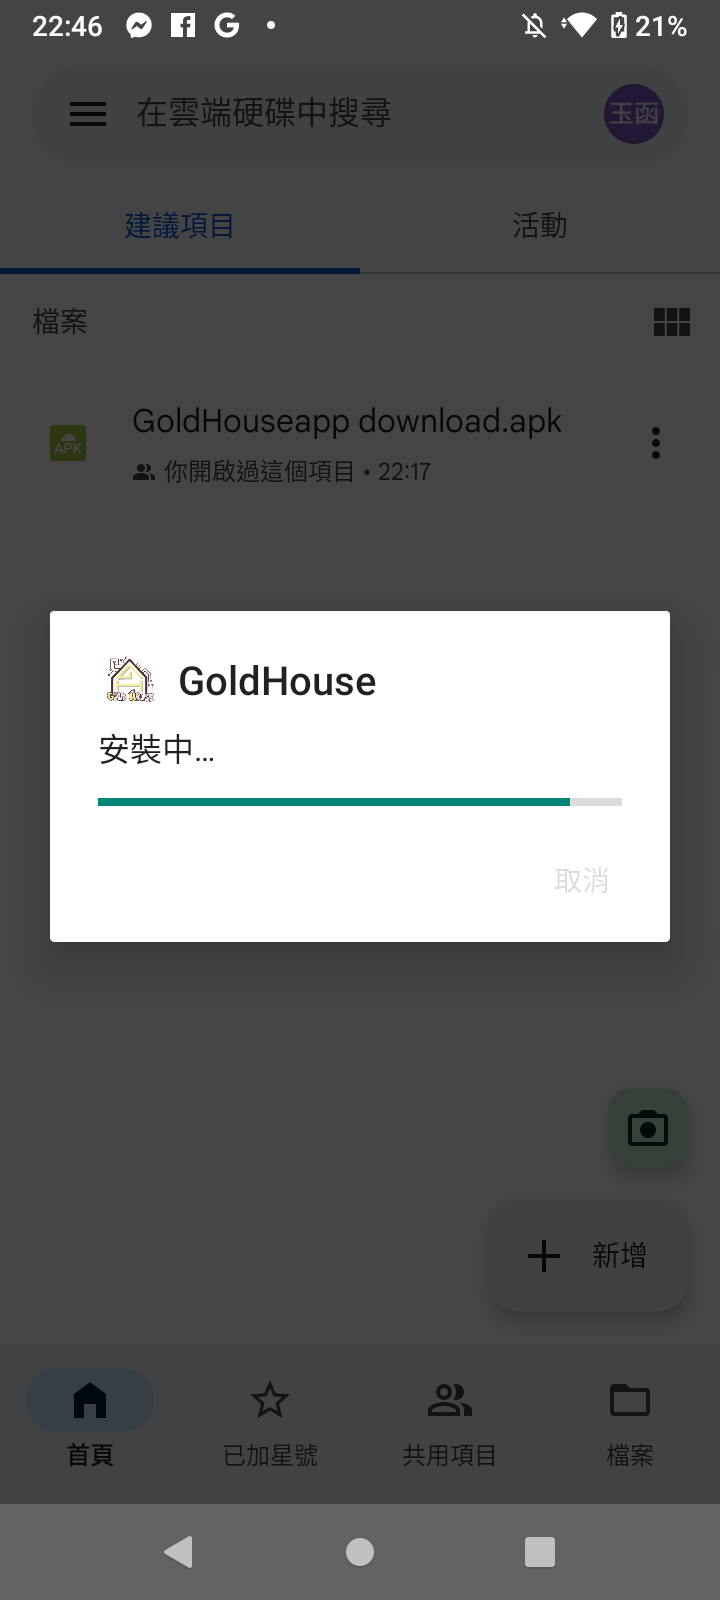 22:46
21%
在雲端硬碟中搜尋
玉函
建議項目
活動
檔案
GoldHouseapp download.apk
APK
你開啟過這個項目 • 22:17
GoldHouse
GOLD HOUSE
安裝中...
取消
新增
首頁
已加星號
共用項目
檔案